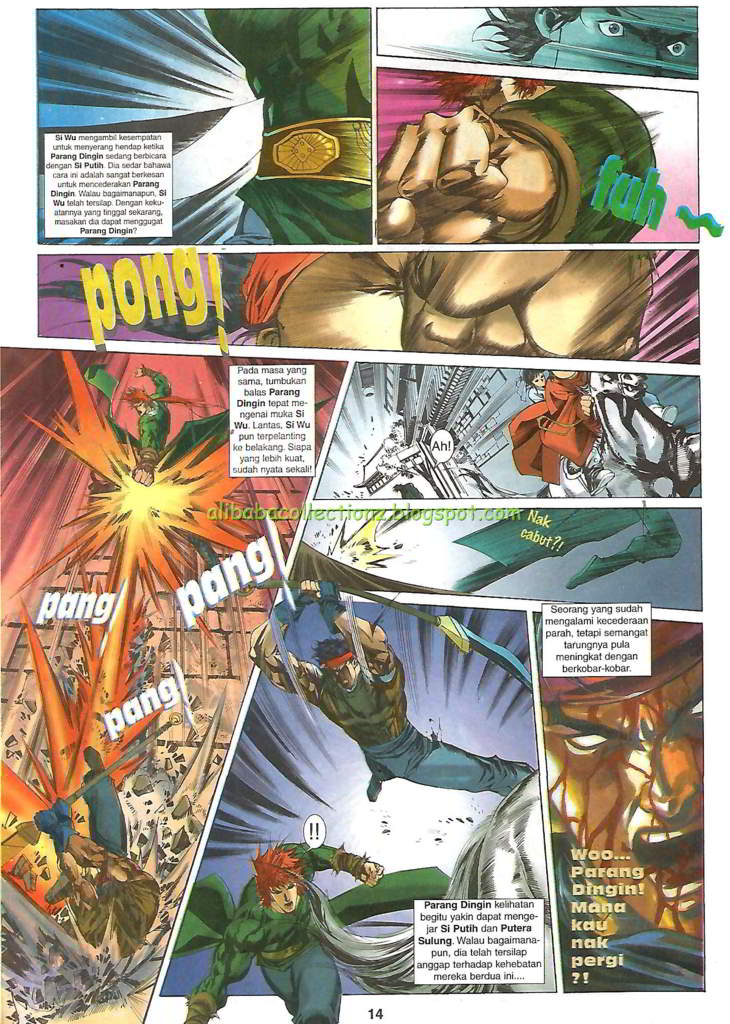 Si Wu mengambil kesempatan
untuk menyerang hendap ketika
Parang Dingin sedang berbicara
dengan Si Putih. Dia sedar bahawa
cara ini adalah sangat berkesan
untuk mencederakan Parang
Dingin. Walau bagaimanapun, Si
Wu telah tersilap. Dengan keku-
atannya yang tinggal sekarang,
masakan dia dapat menggugat
Parang Dingin?
fuh ~
pong!
Pada masa yang
sama, tumbukan
balas Parang
Dingin tepat me-
ngenai muka Si
Wu. Lantas, Si Wu
pun terpelanting
ke belakang. Siapa
yang lebih kuat,
sudah nyata sekali!
Ah!
alibabacollectionz.blogspot.com
Nak
cabut?!
pang!
pang!
pang!
Seorang yang sudah
mengalami kecederaan
parah, tetapi semangat
tarungnya pula
meningkat dengan
berkobar-kobar.
!!
Parang Dingin kelihatan
begitu yakin dapat menge-
jar Si Putih dan Putera
Sulung. Walau bagaimana-
pun, dia telah tersilap
anggap terhadap kehebatan
mereka berdua ini....
Woo...
Parang
Dingin!
Mana
kau
nak
pergi
?!
14